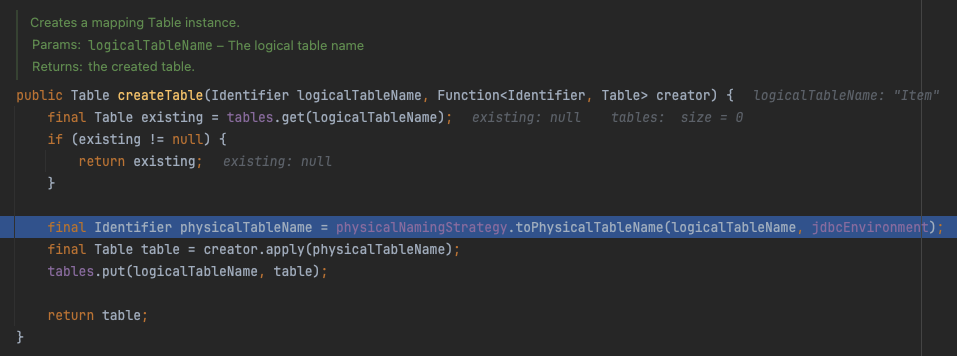 Creates a mapping Table instance.
Params: logicalTableName – The logical table name
Returns: the created table.
public Table createTable(Identifier logicalTableName, Function<Identifier, Table> creator) {  logicalTableName: "Item"
    final Table existing = tables.get(logicalTableName);  existing: null    tables:  size = 0
    if (existing != null) {
        return existing;  existing: null
    }
    final Identifier physicalTableName = physicalNamingStrategy.toPhysicalTableName(logicalTableName, jdbcEnvironment);
    final Table table = creator.apply(physicalTableName);
    tables.put(logicalTableName, table);
    return table;
}